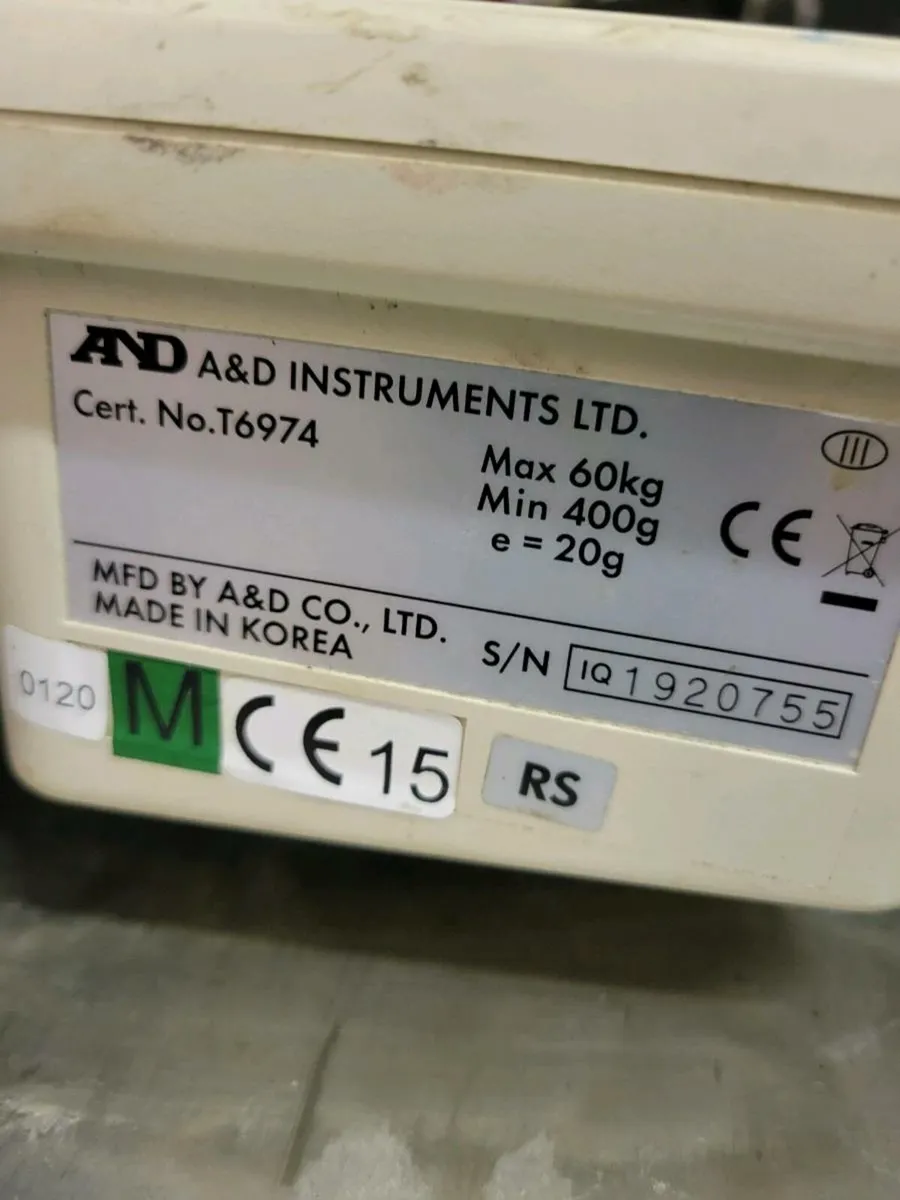 AND A&D INSTRUMENTS LTD.
Cert. No.T6974
III
Max 60kg
Min 400g
e = 20g
CE
MFD BY A&D CO., LTD.
MADE IN KOREA
S/N IQ1920755
0120 M CE 15
RS